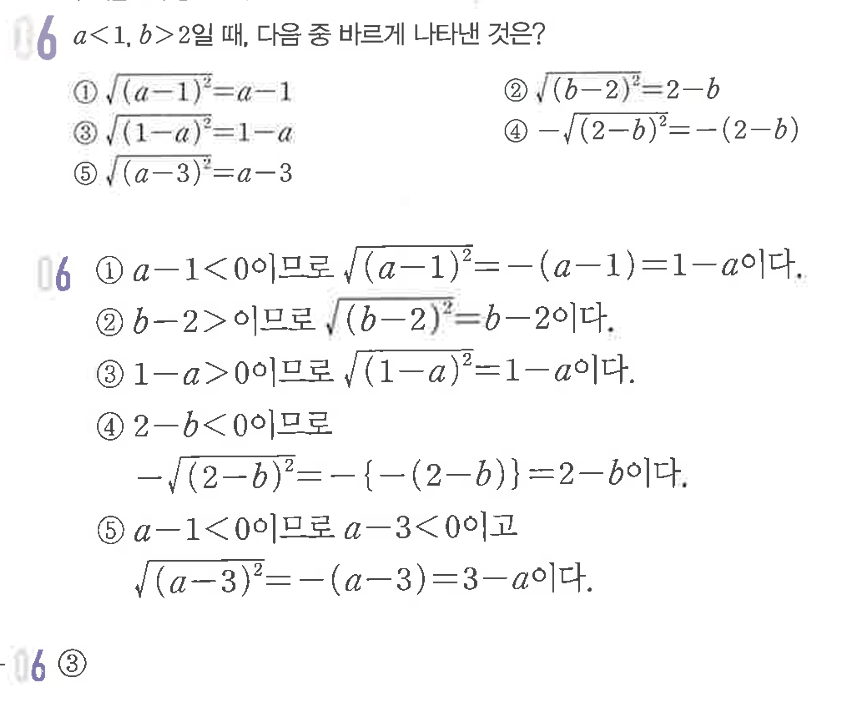 06 a<1, b>2일 때, 다음 중 바르게 나타낸 것은?
① √(a−1)²=a−1 ② √(b−2)²=2−b
③ √(1−a)²=1−a ④ −√(2−b)²=−(2−b)
⑤ √(a−3)²=a−3
06 ① a−1<0이므로 √(a−1)²=−(a−1)=1−a이다.
② b−2>이므로 √(b−2)²=b−2이다.
③ 1−a>0이므로 √(1−a)²=1−a이다.
④ 2−b<0이므로
−√(2−b)²=−{−(2−b)}=2−b이다.
⑤ a−1<0이므로 a−3<0이고
√(a−3)²=−(a−3)=3−a이다.
06 ③